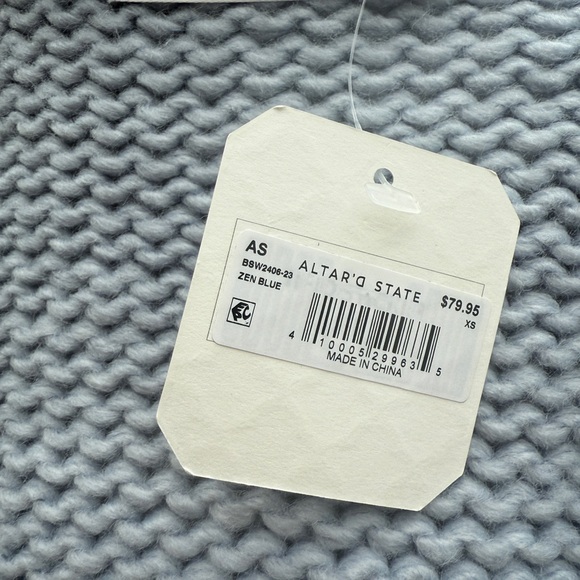 AS
BSW2406-23
ZEN BLUE
ALTAR'D STATE
$79.95
XS
4 10005 29963 5
MADE IN CHINA